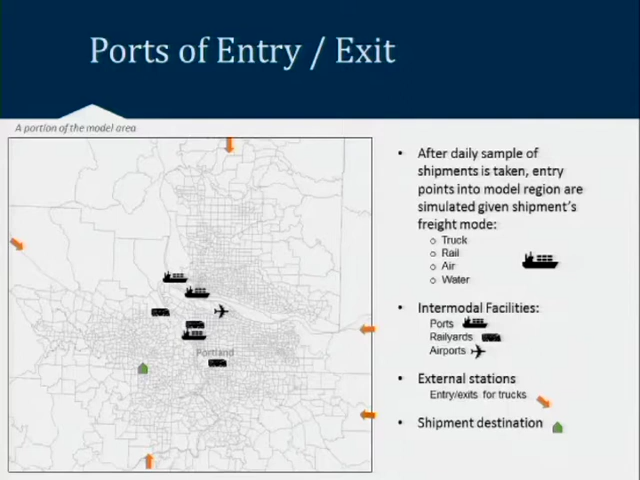 Ports of Entry / Exit
A portion of the model area
Portland
• After daily sample of
shipments is taken, entry
points into model region are
simulated given shipment's
freight mode:
o Truck
o Rail
o Air
o Water
• Intermodal Facilities:
Ports
Railyards
Airports
• External stations
Entry/exits for trucks
• Shipment destination